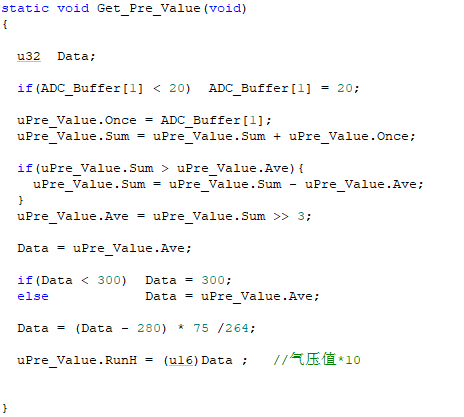 static void Get_Pre_Value(void)
{
u32  Data;
if(ADC_Buffer[1] < 20)  ADC_Buffer[1] = 20;
uPre_Value.Once = ADC_Buffer[1];
uPre_Value.Sum = uPre_Value.Sum + uPre_Value.Once;
if(uPre_Value.Sum > uPre_Value.Ave){
uPre_Value.Sum = uPre_Value.Sum - uPre_Value.Ave;
}
uPre_Value.Ave = uPre_Value.Sum >> 3;
Data = uPre_Value.Ave;
if(Data < 300)  Data = 300;
else            Data = uPre_Value.Ave;
Data = (Data - 280) * 75 /264;
uPre_Value.RunH = (u16)Data ;   //气压值*10
}